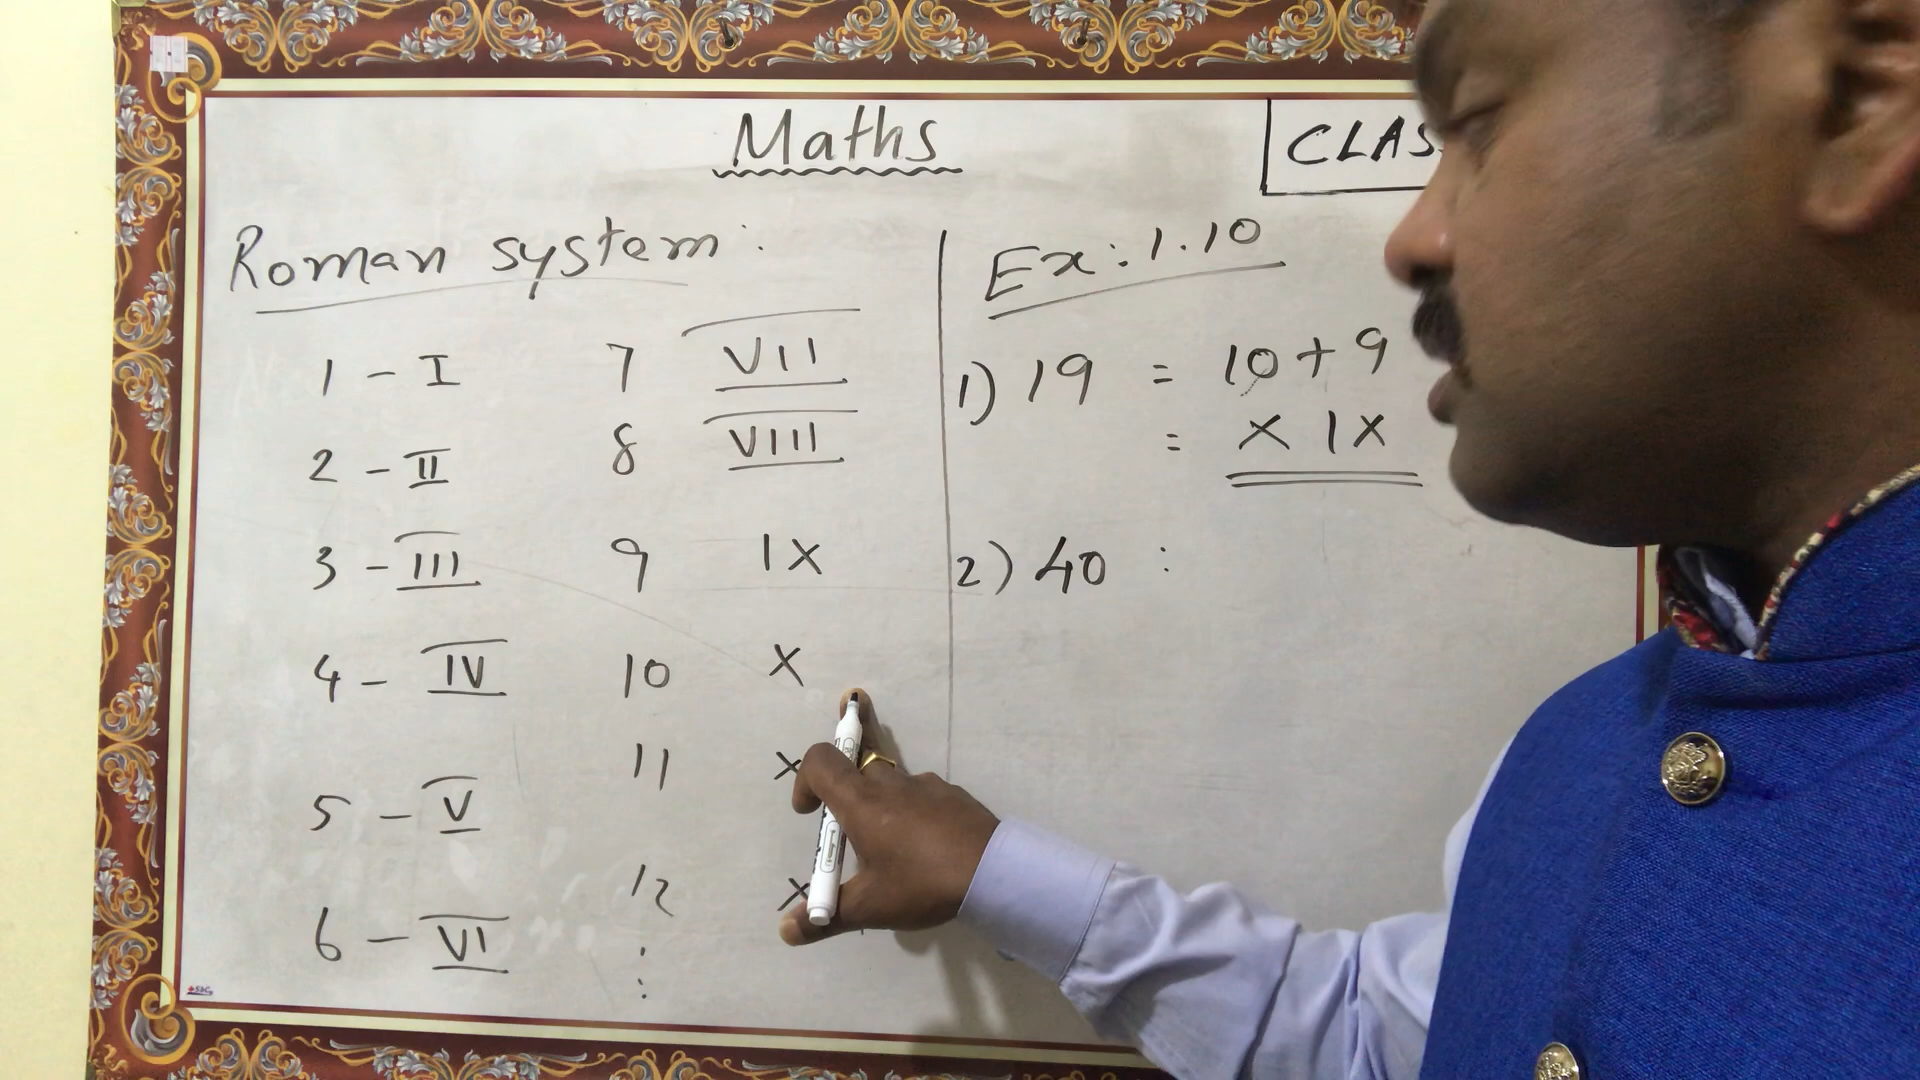 Maths
CLAS
Roman system:
1 - I
2 - II
3 - III
4 - IV
5 - V
6 - VI
7 VII
8 VIII
9 IX
10 X
11 X
12 X
:
Ex: 1.10
1) 19 = 10 + 9
= X IX
2) 40 :